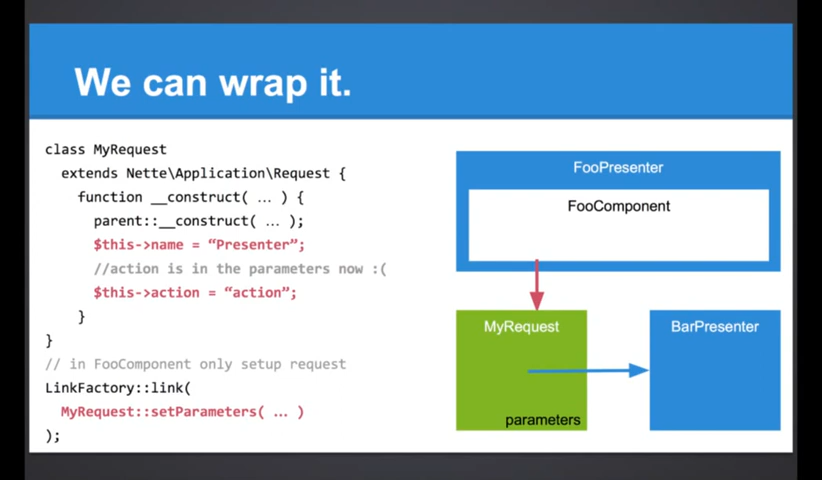 We can wrap it.
class MyRequest
extends Nette\Application\Request {
function __construct( … ) {
parent::__construct( … );
$this->name = “Presenter”;
//action is in the parameters now :(
$this->action = “action”;
}
}
// in FooComponent only setup request
LinkFactory::link(
MyRequest::setParameters( … )
);
FooPresenter
FooComponent
MyRequest
parameters
BarPresenter